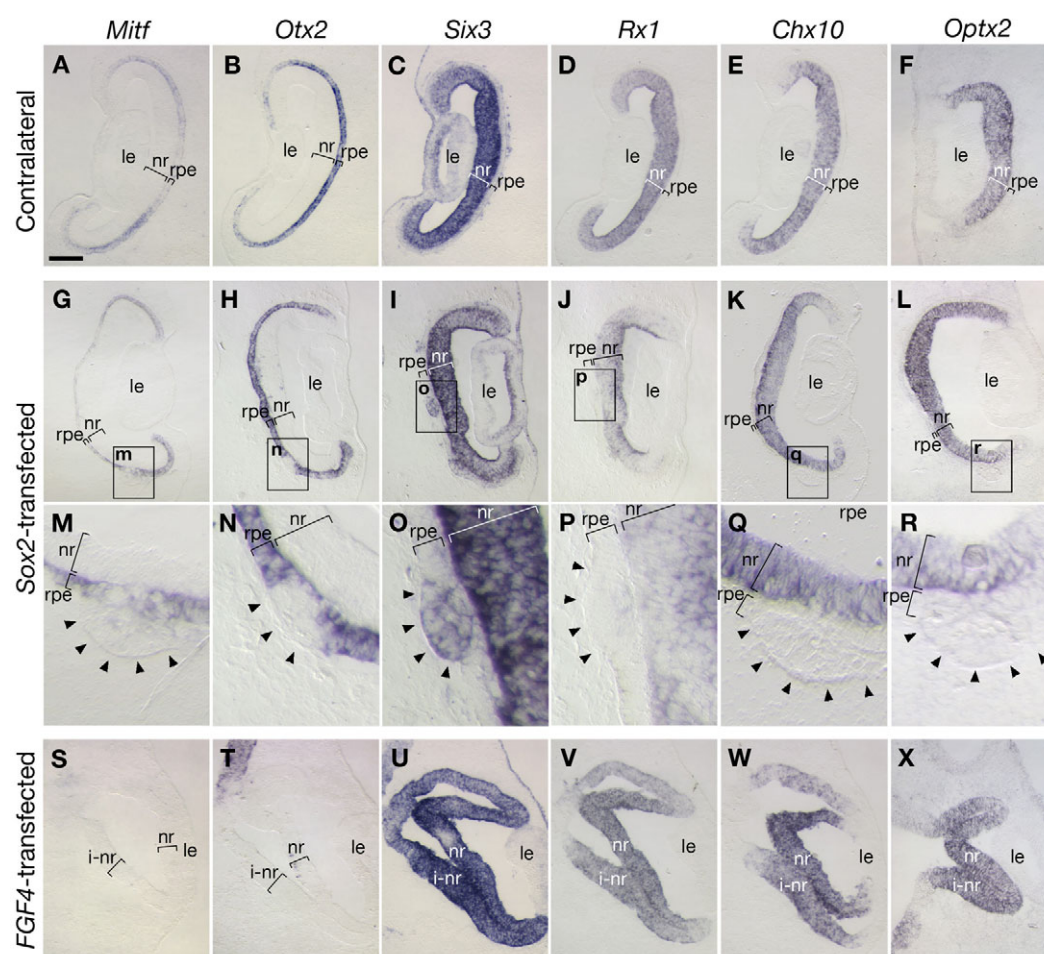 Mitf Otx2 Six3 Rx1 Chx10 Optx2
Contralateral
A B C D E F
le nr rpe le nr rpe le nr rpe le nr rpe le nr rpe le nr rpe
Sox2-transfected
G H I J K L
le nr rpe m le rpe nr n le rpe nr o le rpe nr p le nr rpe q le nr rpe r
M N O P Q R
nr rpe rpe nr rpe nr rpe nr rpe nr rpe nr rpe
FGF4-transfected
S T U V W X
nr i-nr le nr i-nr le nr i-nr le nr i-nr le nr i-nr le nr i-nr le